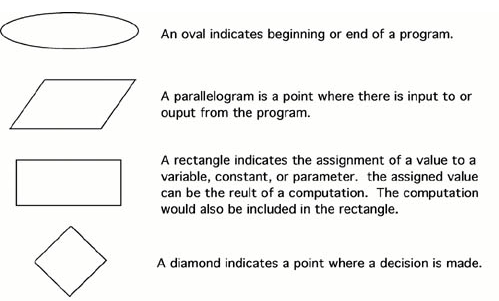 An oval indicates beginning or end of a program.
A parallelogram is a point where there is input to or
ouput from the program.
A rectangle indicates the assignment of a value to a
variable, constant, or parameter.  the assigned value
can be the reult of a computation.  The computation
would also be included in the rectangle.
A diamond indicates a point where a decision is made.